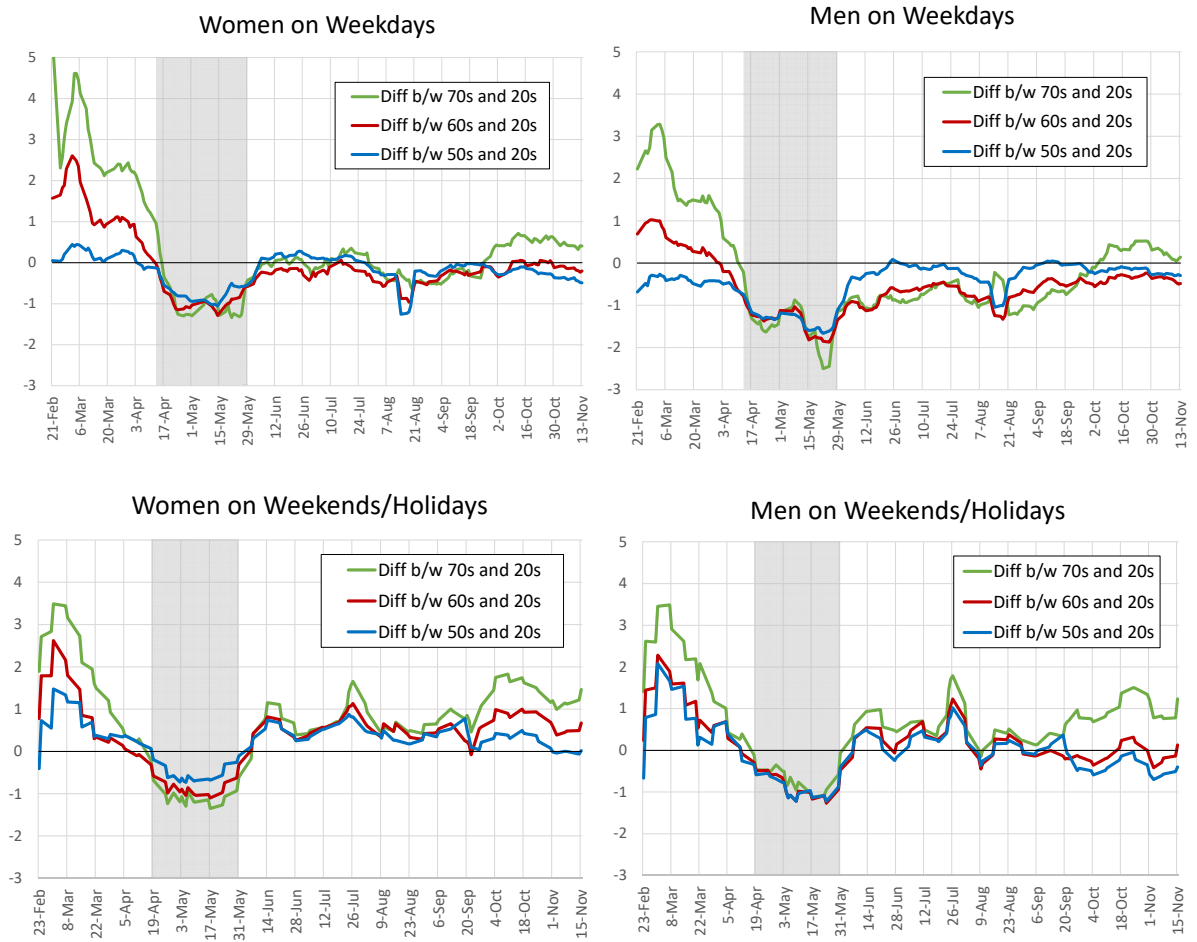 Women on Weekdays
5
4
3
2
1
0
-1
-2
-3
Diff b/w 70s and 20s
Diff b/w 60s and 20s
Diff b/w 50s and 20s
21-Feb
6-Mar
20-Mar
3-Apr
17-Apr
1-May
15-May
29-May
12-Jun
26-Jun
10-Jul
24-Jul
7-Aug
21-Aug
4-Sep
18-Sep
2-Oct
16-Oct
30-Oct
13-Nov
Men on Weekdays
5
4
3
2
1
0
-1
-2
-3
Diff b/w 70s and 20s
Diff b/w 60s and 20s
Diff b/w 50s and 20s
21-Feb
6-Mar
20-Mar
3-Apr
17-Apr
1-May
15-May
29-May
12-Jun
26-Jun
10-Jul
24-Jul
7-Aug
21-Aug
4-Sep
18-Sep
2-Oct
16-Oct
30-Oct
13-Nov
Women on Weekends/Holidays
5
4
3
2
1
0
-1
-2
-3
Diff b/w 70s and 20s
Diff b/w 60s and 20s
Diff b/w 50s and 20s
23-Feb
8-Mar
22-Mar
5-Apr
19-Apr
3-May
17-May
31-May
14-Jun
28-Jun
12-Jul
26-Jul
9-Aug
23-Aug
6-Sep
20-Sep
4-Oct
18-Oct
1-Nov
15-Nov
Men on Weekends/Holidays
5
4
3
2
1
0
-1
-2
-3
Diff b/w 70s and 20s
Diff b/w 60s and 20s
Diff b/w 50s and 20s
23-Feb
8-Mar
22-Mar
5-Apr
19-Apr
3-May
17-May
31-May
14-Jun
28-Jun
12-Jul
26-Jul
9-Aug
23-Aug
6-Sep
20-Sep
4-Oct
18-Oct
1-Nov
15-Nov